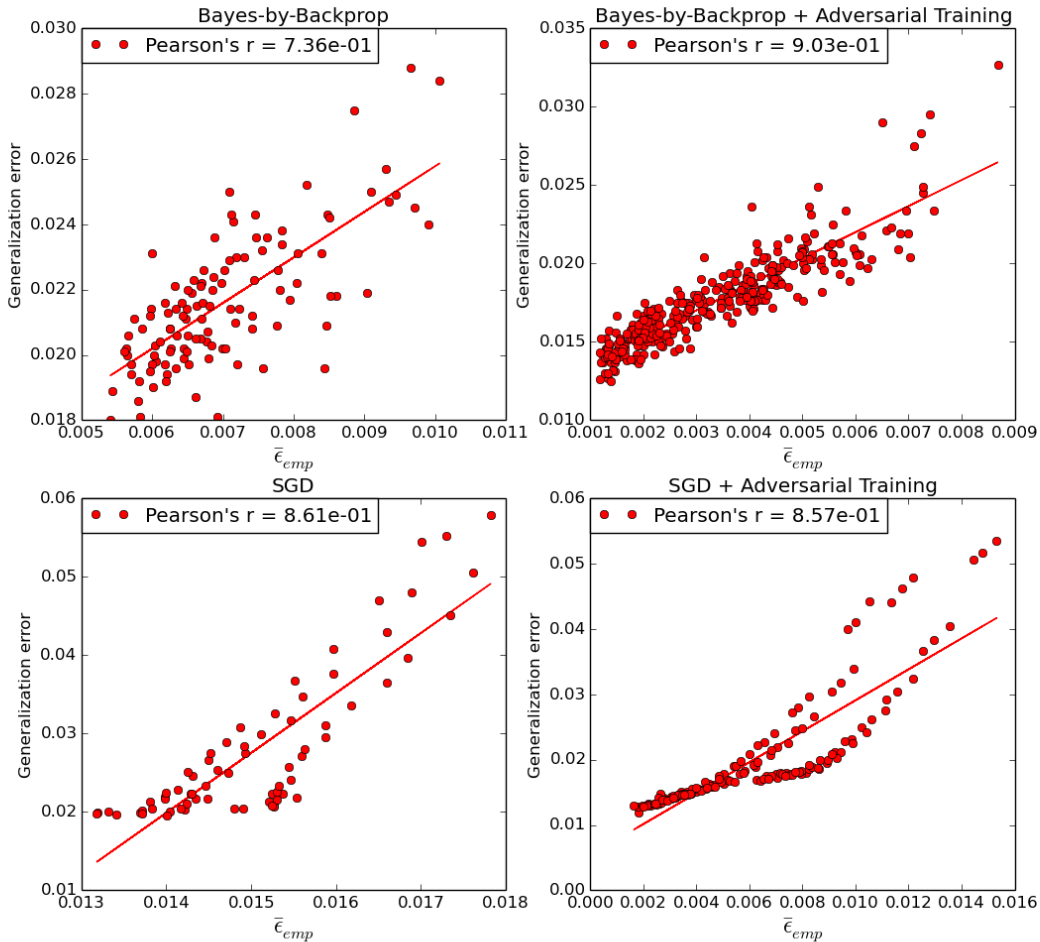 Bayes-by-Backprop
Pearson's r = 7.36e-01
Generalization error
0.030
0.028
0.026
0.024
0.022
0.020
0.018
0.005 0.006 0.007 0.008 0.009 0.010 0.011
ε̄emp
Bayes-by-Backprop + Adversarial Training
Pearson's r = 9.03e-01
Generalization error
0.035
0.030
0.025
0.020
0.015
0.010
0.001 0.002 0.003 0.004 0.005 0.006 0.007 0.008 0.009
ε̄emp
SGD
Pearson's r = 8.61e-01
Generalization error
0.06
0.05
0.04
0.03
0.02
0.01
0.013 0.014 0.015 0.016 0.017 0.018
ε̄emp
SGD + Adversarial Training
Pearson's r = 8.57e-01
Generalization error
0.06
0.05
0.04
0.03
0.02
0.01
0.00
0.000 0.002 0.004 0.006 0.008 0.010 0.012 0.014 0.016
ε̄emp